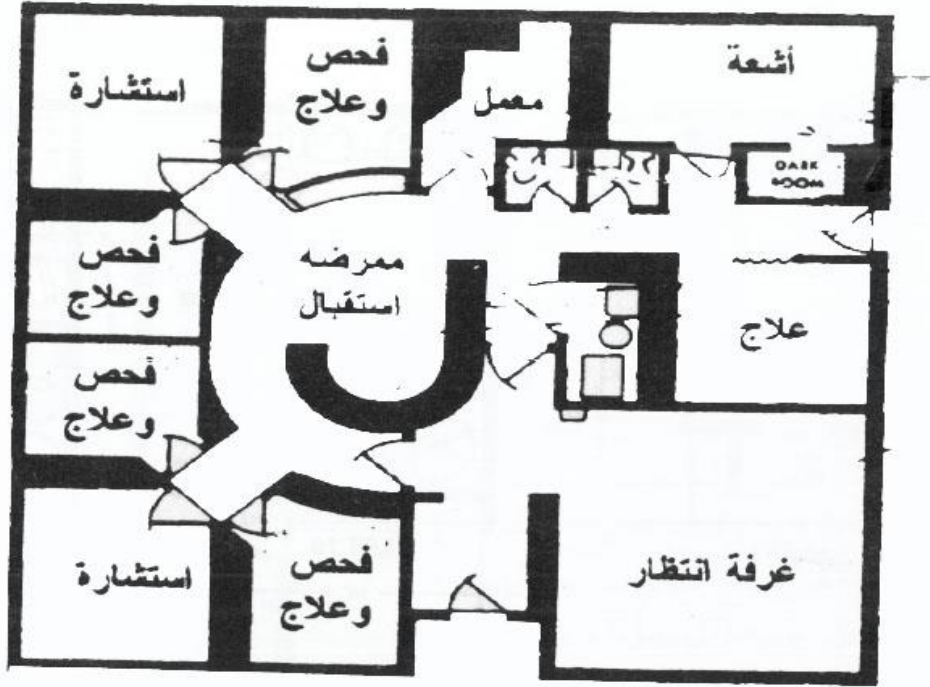 أشعة
معمل
فحص
وعلاج
استشارة
DARK
ROOM
ممرضه
استقبال
فحص
وعلاج
علاج
فحص
وعلاج
غرفة انتظار
فحص
وعلاج
استشارة